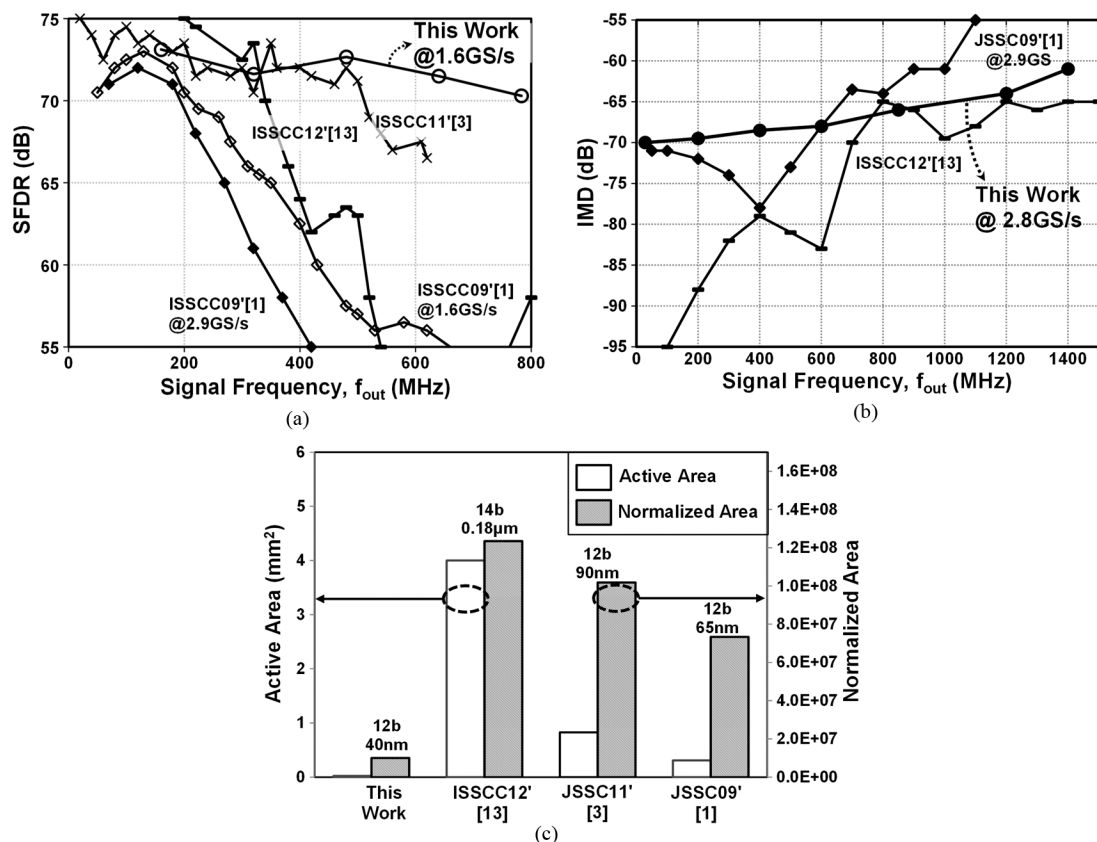 75
70
65
60
55
SFDR (dB)
This Work
@1.6GS/s
ISSCC12'[13]
ISSCC11'[3]
ISSCC09'[1]
@2.9GS/s
ISSCC09'[1]
@1.6GS/s
0 200 400 600 800
Signal Frequency, fout (MHz)
(a)
-55
-60
-65
-70
-75
-80
-85
-90
-95
IMD (dB)
JSSC09'[1]
@2.9GS
ISSCC12'[13]
This Work
@ 2.8GS/s
0 200 400 600 800 1000 1200 1400
Signal Frequency, fout (MHz)
(b)
6
5
4
3
2
1
0
Active Area (mm²)
Active Area
Normalized Area
12b
40nm
14b
0.18µm
12b
90nm
12b
65nm
1.6E+08
1.4E+08
1.2E+08
1.0E+08
8.0E+07
6.0E+07
4.0E+07
2.0E+07
0.0E+00
Normalized Area
This
Work
ISSCC12'
[13]
JSSC11'
[3]
JSSC09'
[1]
(c)